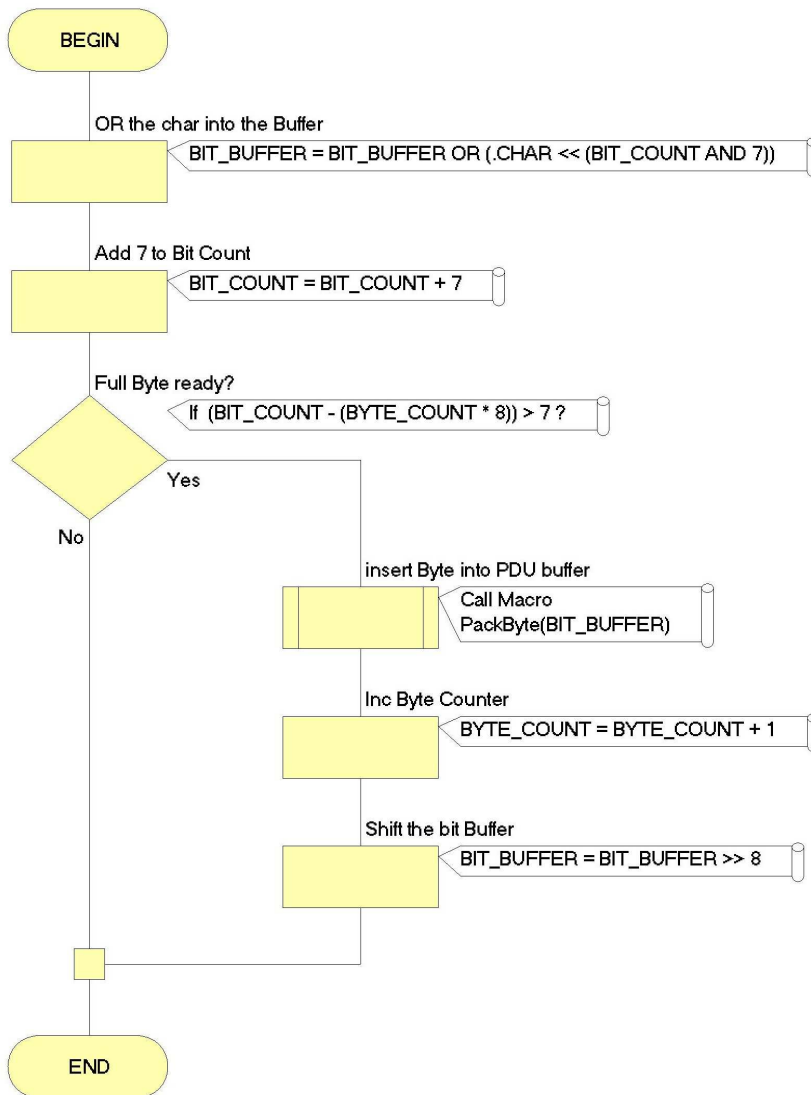 BEGIN
OR the char into the Buffer
BIT_BUFFER = BIT_BUFFER OR (.CHAR << (BIT_COUNT AND 7))
Add 7 to Bit Count
BIT_COUNT = BIT_COUNT + 7
Full Byte ready?
If (BIT_COUNT - (BYTE_COUNT * 8)) > 7 ?
Yes
No
insert Byte into PDU buffer
Call Macro
PackByte(BIT_BUFFER)
Inc Byte Counter
BYTE_COUNT = BYTE_COUNT + 1
Shift the bit Buffer
BIT_BUFFER = BIT_BUFFER >> 8
END